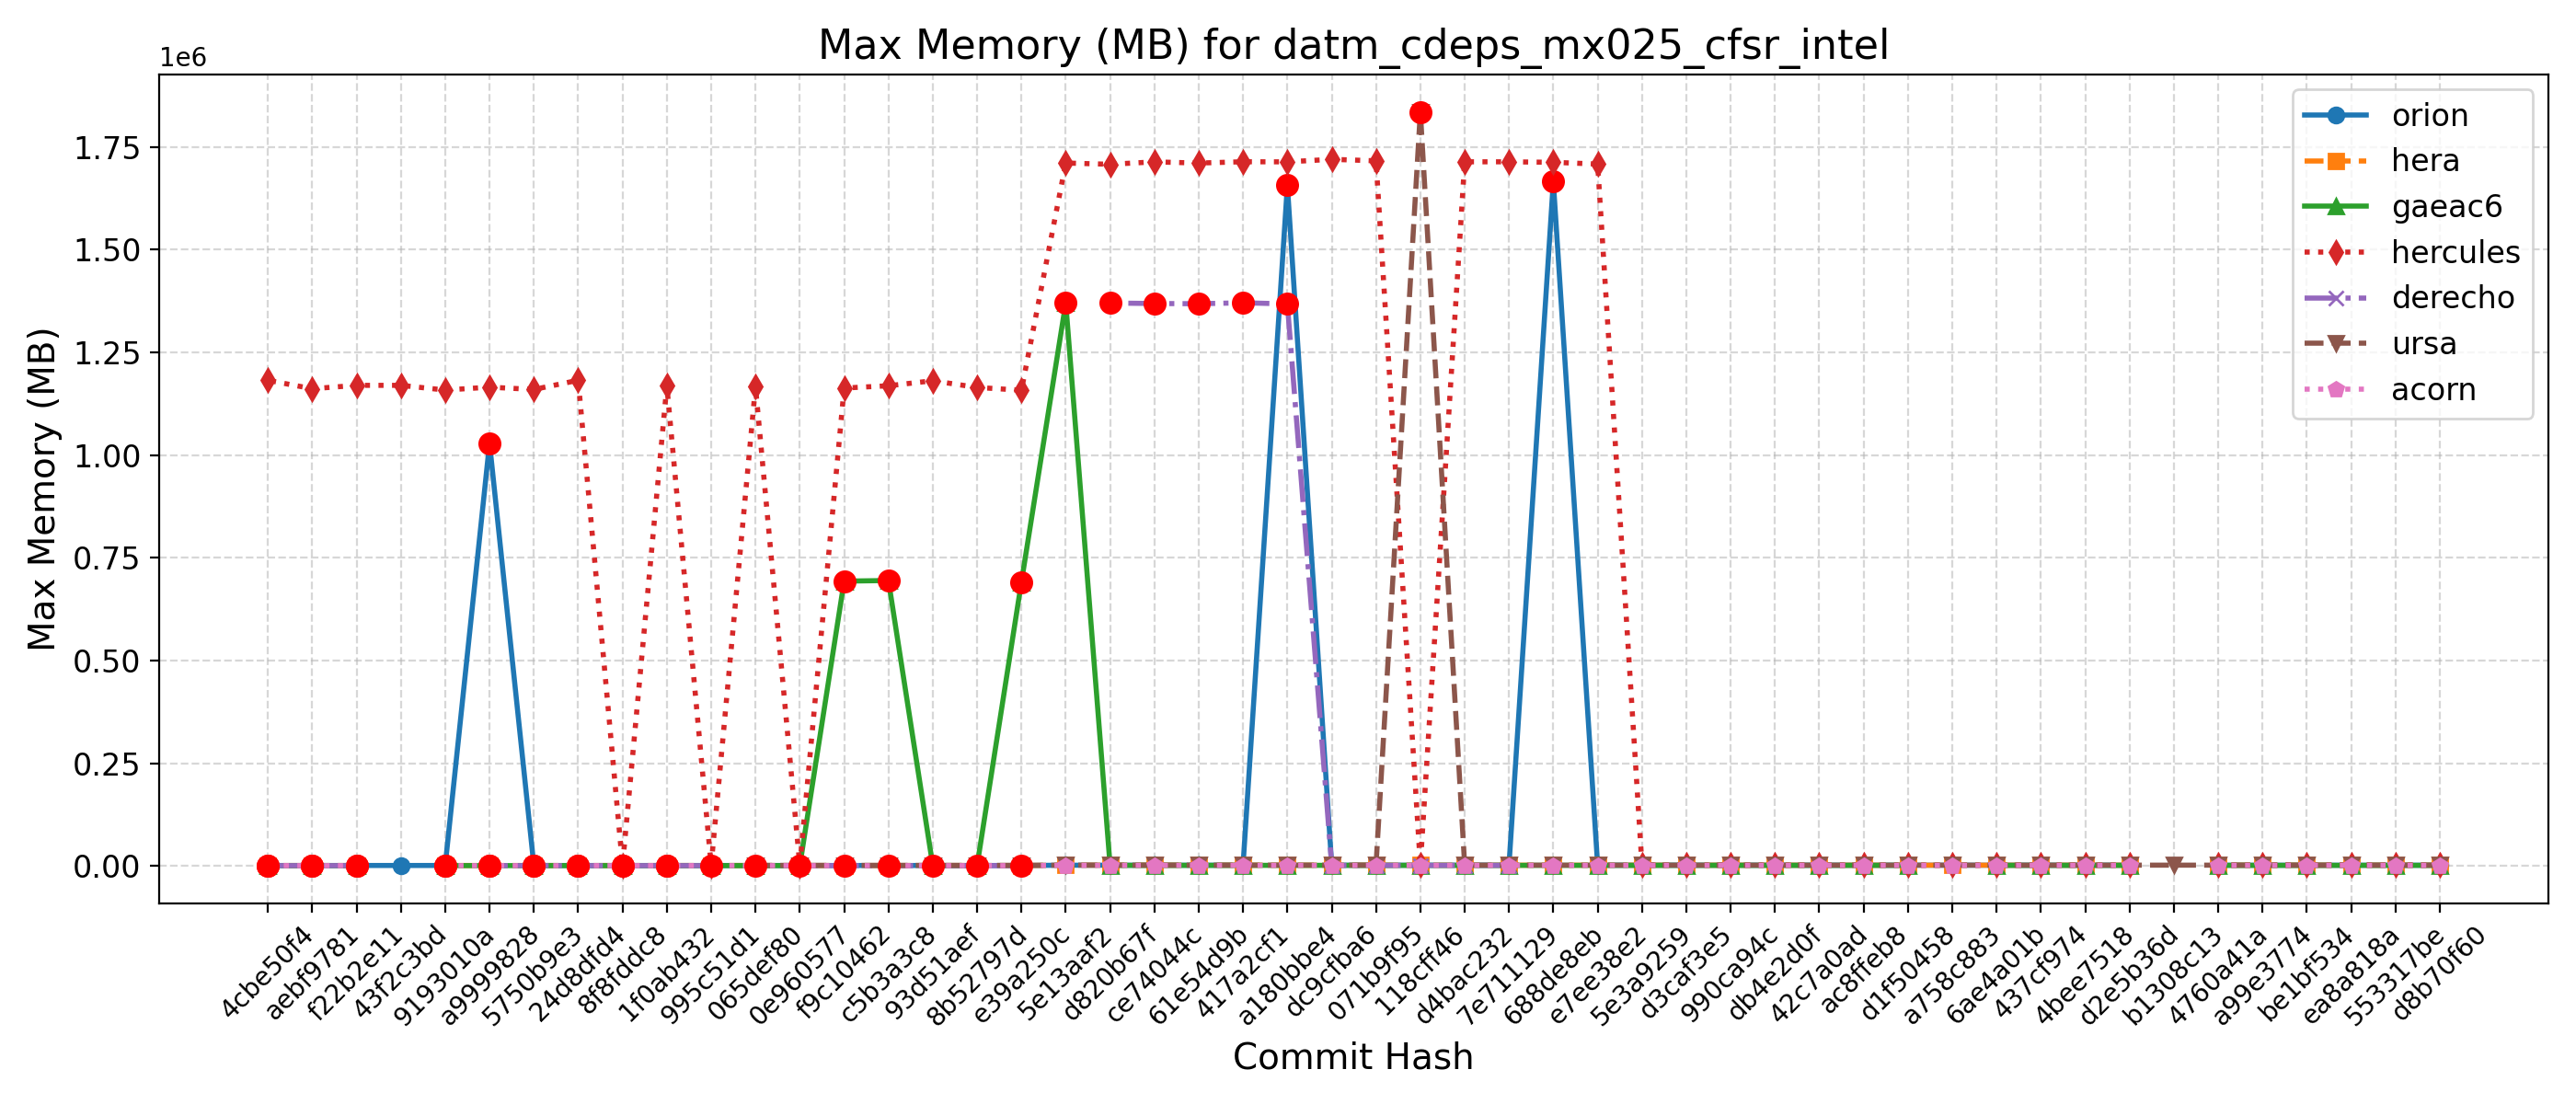 Max Memory (MB) for datm_cdeps_mx025_cfsr_intel
1e6
1.75
1.50
1.25
1.00
0.75
0.50
0.25
0.00
Max Memory (MB)
orion
hera
gaeac6
hercules
derecho
ursa
acorn
4cbe50f4
aebf9781
f22b2e11
43f2c3bd
9193010a
a9999828
5750b9e3
24d8dfd4
8f8fddc8
1f0ab432
995c51d1
065def80
0e960577
f9c10462
c5b3a3c8
93d51aef
8b52797d
e39a250c
5e13aaf2
d820b67f
ce74044c
61e54d9b
417a2cf1
a180bbe4
dc9cfba6
071b9f95
118cff46
d4bac232
7e711129
688de8eb
e7ee38e2
5e3a9259
d3caf3e5
990ca94c
db4e2d0f
42c7a0ad
ac8ffeb8
d1f50458
a758c883
6ae4a01b
437cf974
4bee7518
d2e5b36d
b1308c13
4760a41a
a99e3774
be1bf534
ea8a818a
553317be
d8b70f60
Commit Hash